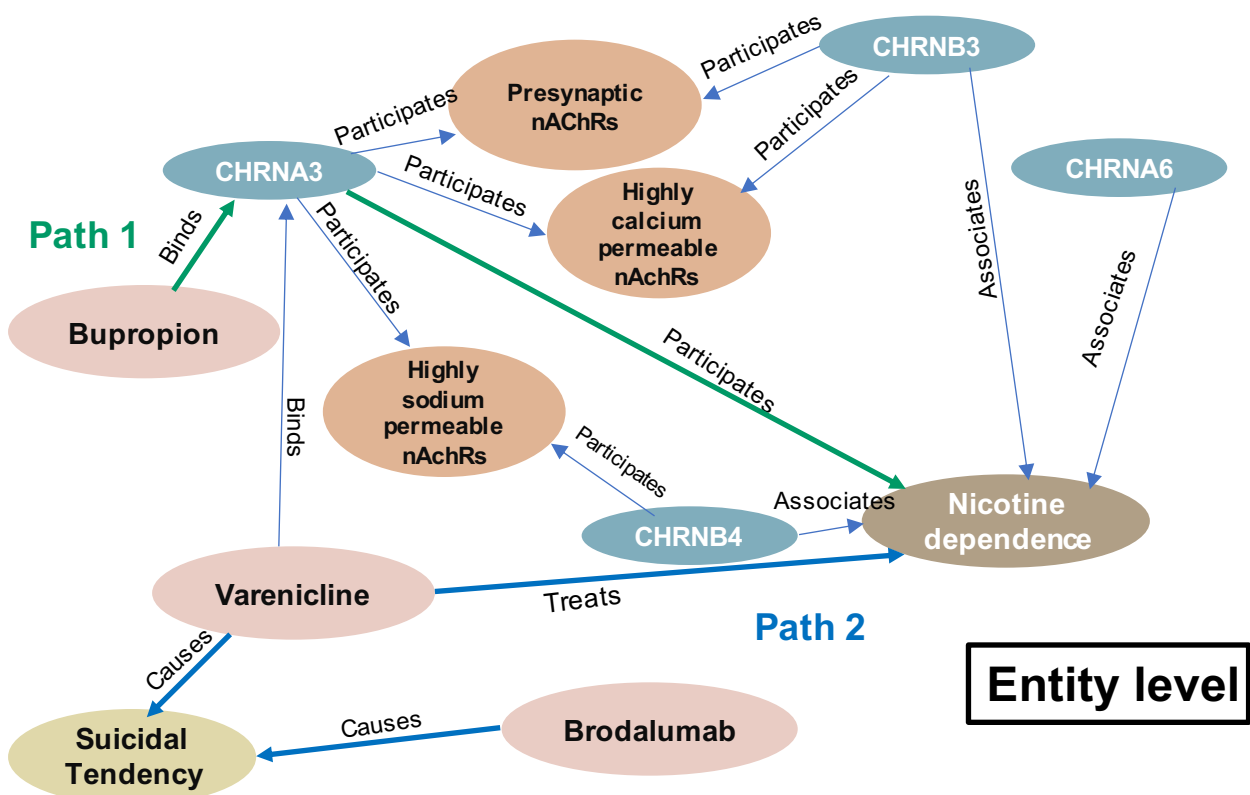 Participates
CHRNB3
Presynaptic
nAChRs
Participates
Participates
CHRNA3
Participates
CHRNA6
Highly
calcium
permeable
nAchRs
Path 1
Binds
Participates
Associates
Associates
Bupropion
Participates
Highly
sodium
permeable
nAchRs
Binds
Participates
Associates
Nicotine
dependence
CHRNB4
Varenicline
Treats
Path 2
Causes
Entity level
Suicidal
Tendency
Causes
Brodalumab